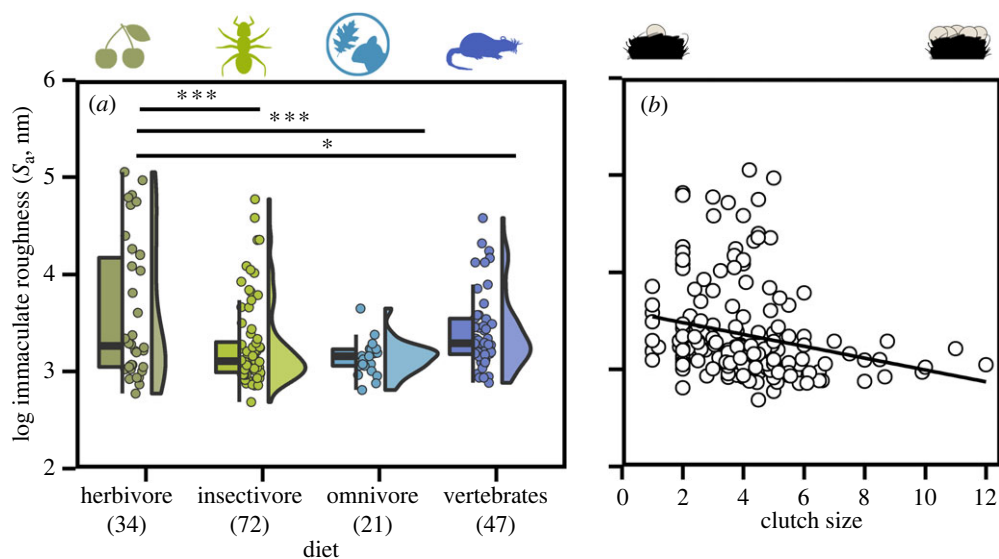 6
(a)
(b)
***
***
*
5
4
3
2
log immaculate roughness (Sa, nm)
herbivore insectivore omnivore vertebrates
(34) (72) (21) (47)
diet
0 2 4 6 8 10 12
clutch size